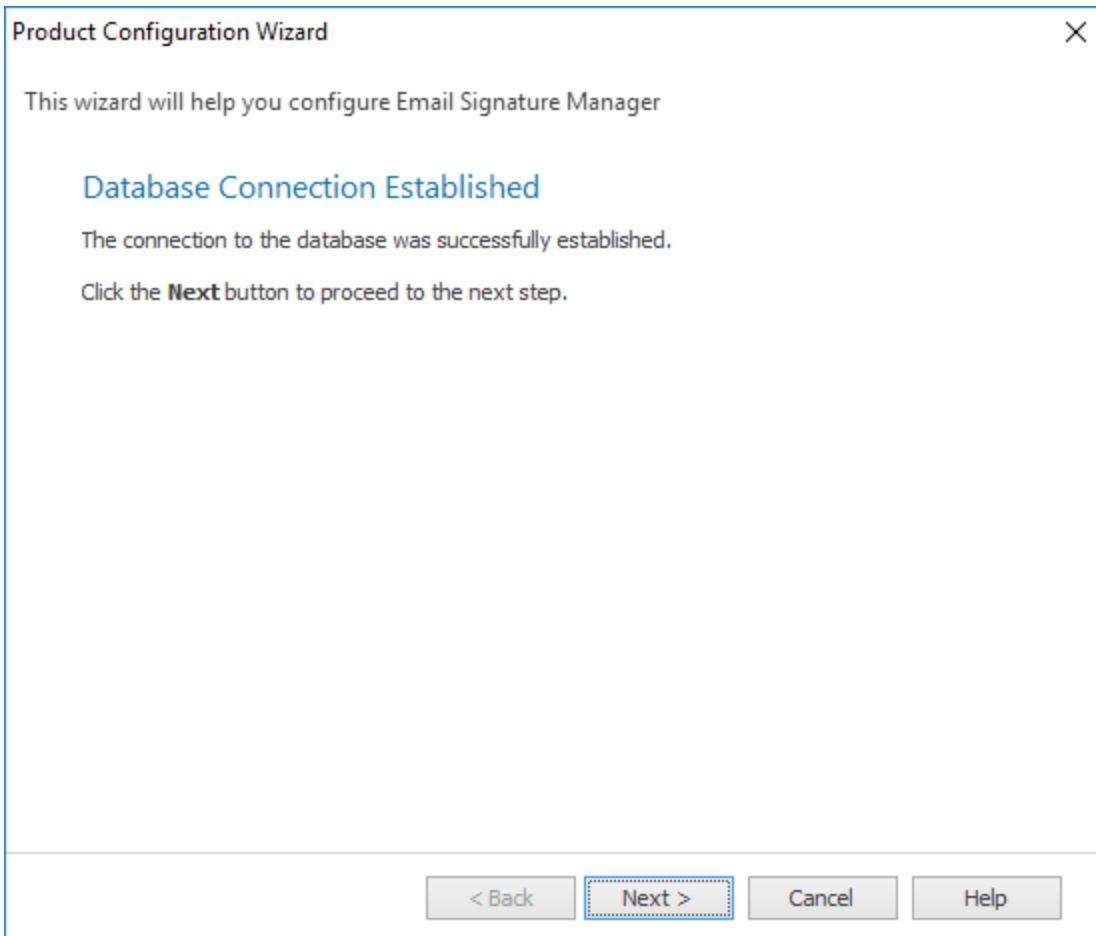 Product Configuration Wizard
This wizard will help you configure Email Signature Manager
Database Connection Established
The connection to the database was successfully established.
Click the Next button to proceed to the next step.
< Back Next > Cancel Help